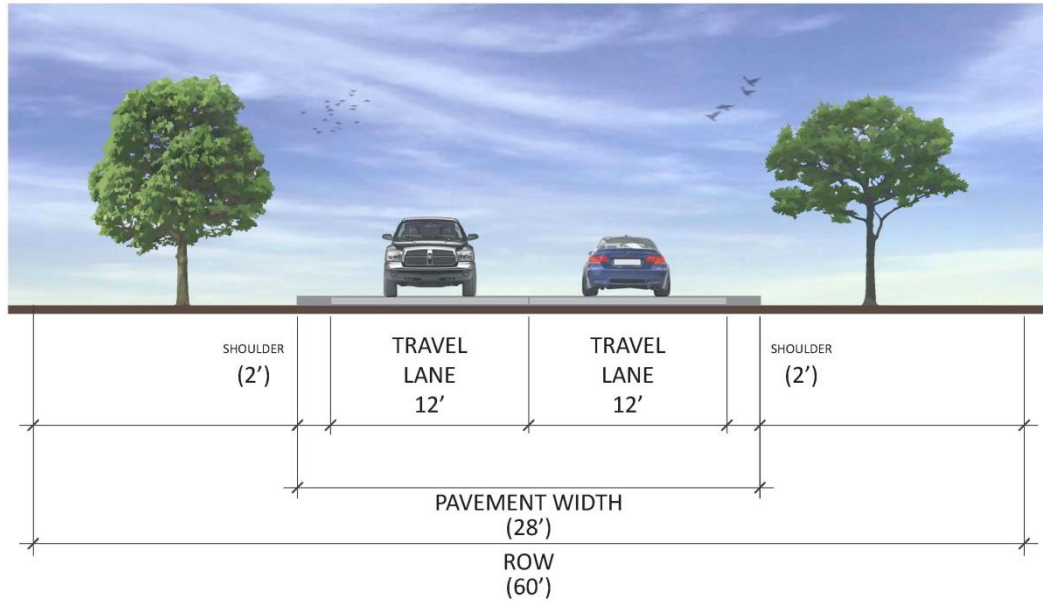 SHOULDER
(2’)
TRAVEL
LANE
12’
TRAVEL
LANE
12’
SHOULDER
(2’)
PAVEMENT WIDTH
(28’)
ROW
(60’)